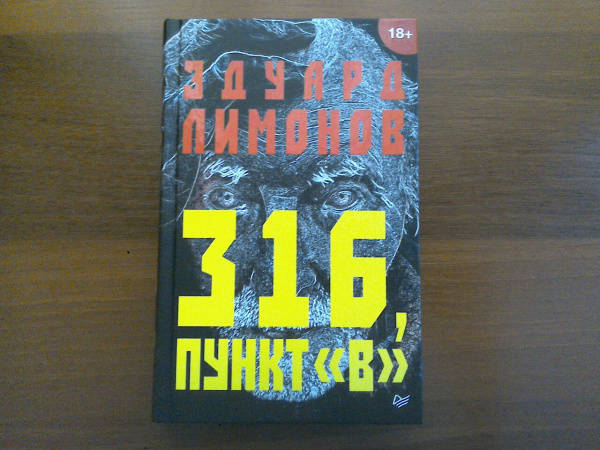 18+
ЭДУАРД
ЛИМОНОВ
316,
ПУНКТ «В»